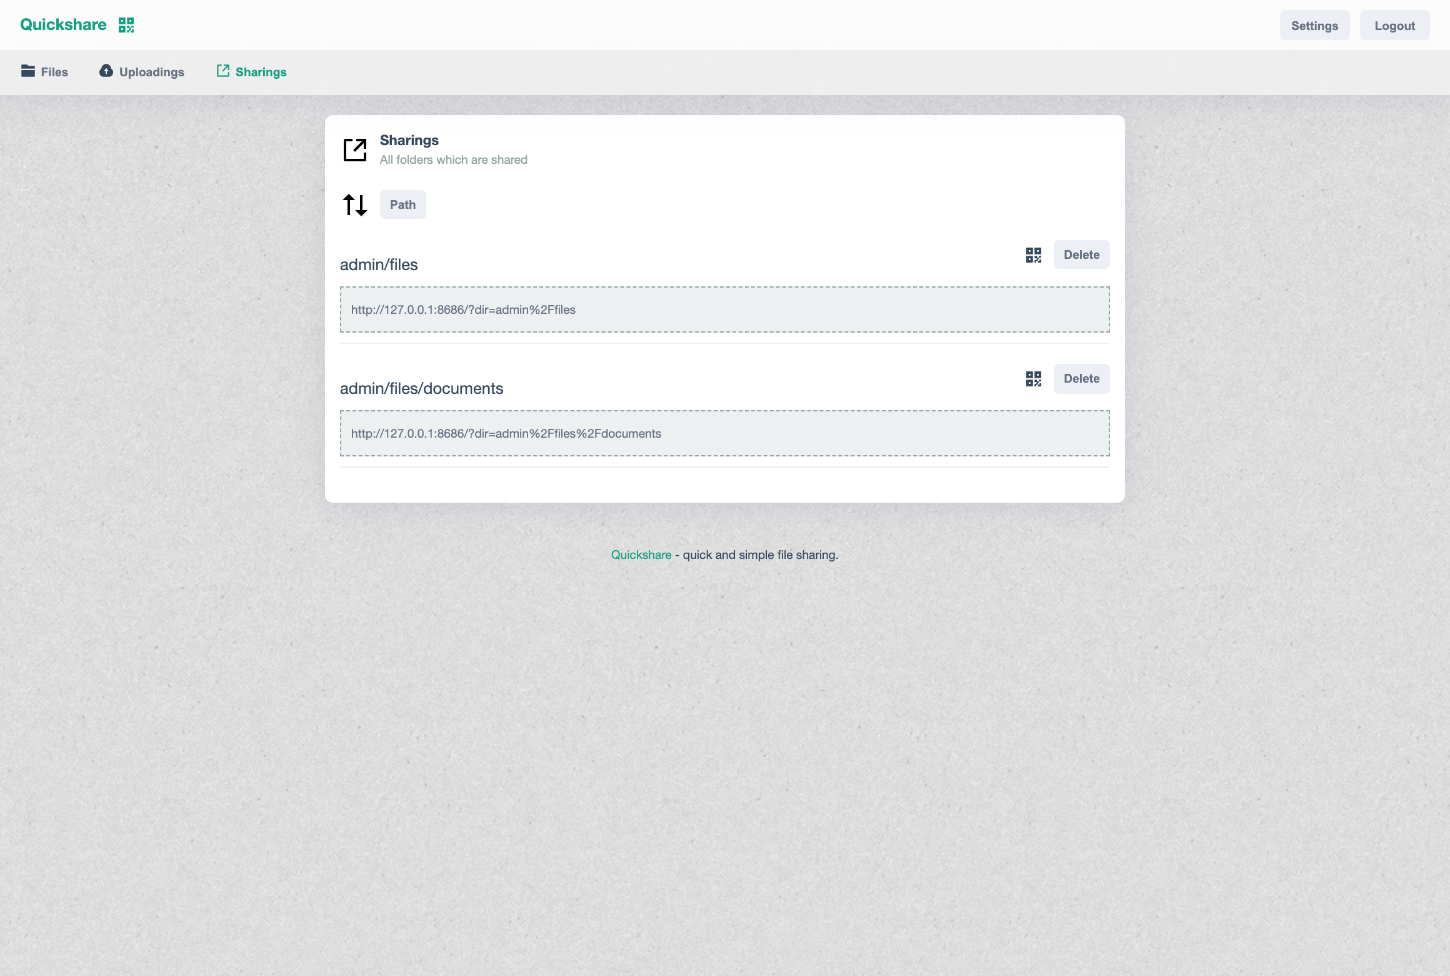 Quickshare
Settings
Logout
Files
Uploadings
Sharings
Sharings
All folders which are shared
Path
admin/files
Delete
http://127.0.0.1:8686/?dir=admin%2Ffiles
admin/files/documents
Delete
http://127.0.0.1:8686/?dir=admin%2Ffiles%2Fdocuments
Quickshare - quick and simple file sharing.